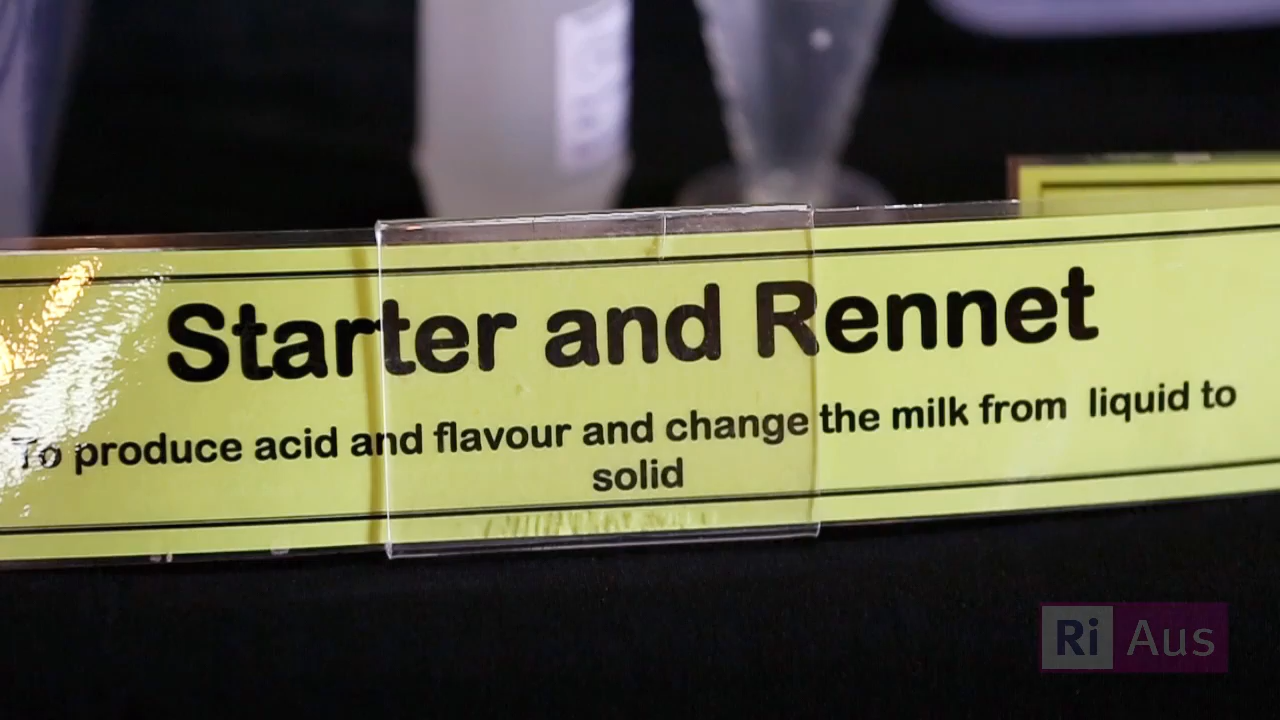 Starter and Rennet
To produce acid and flavour and change the milk from liquid to
solid
Ri Aus